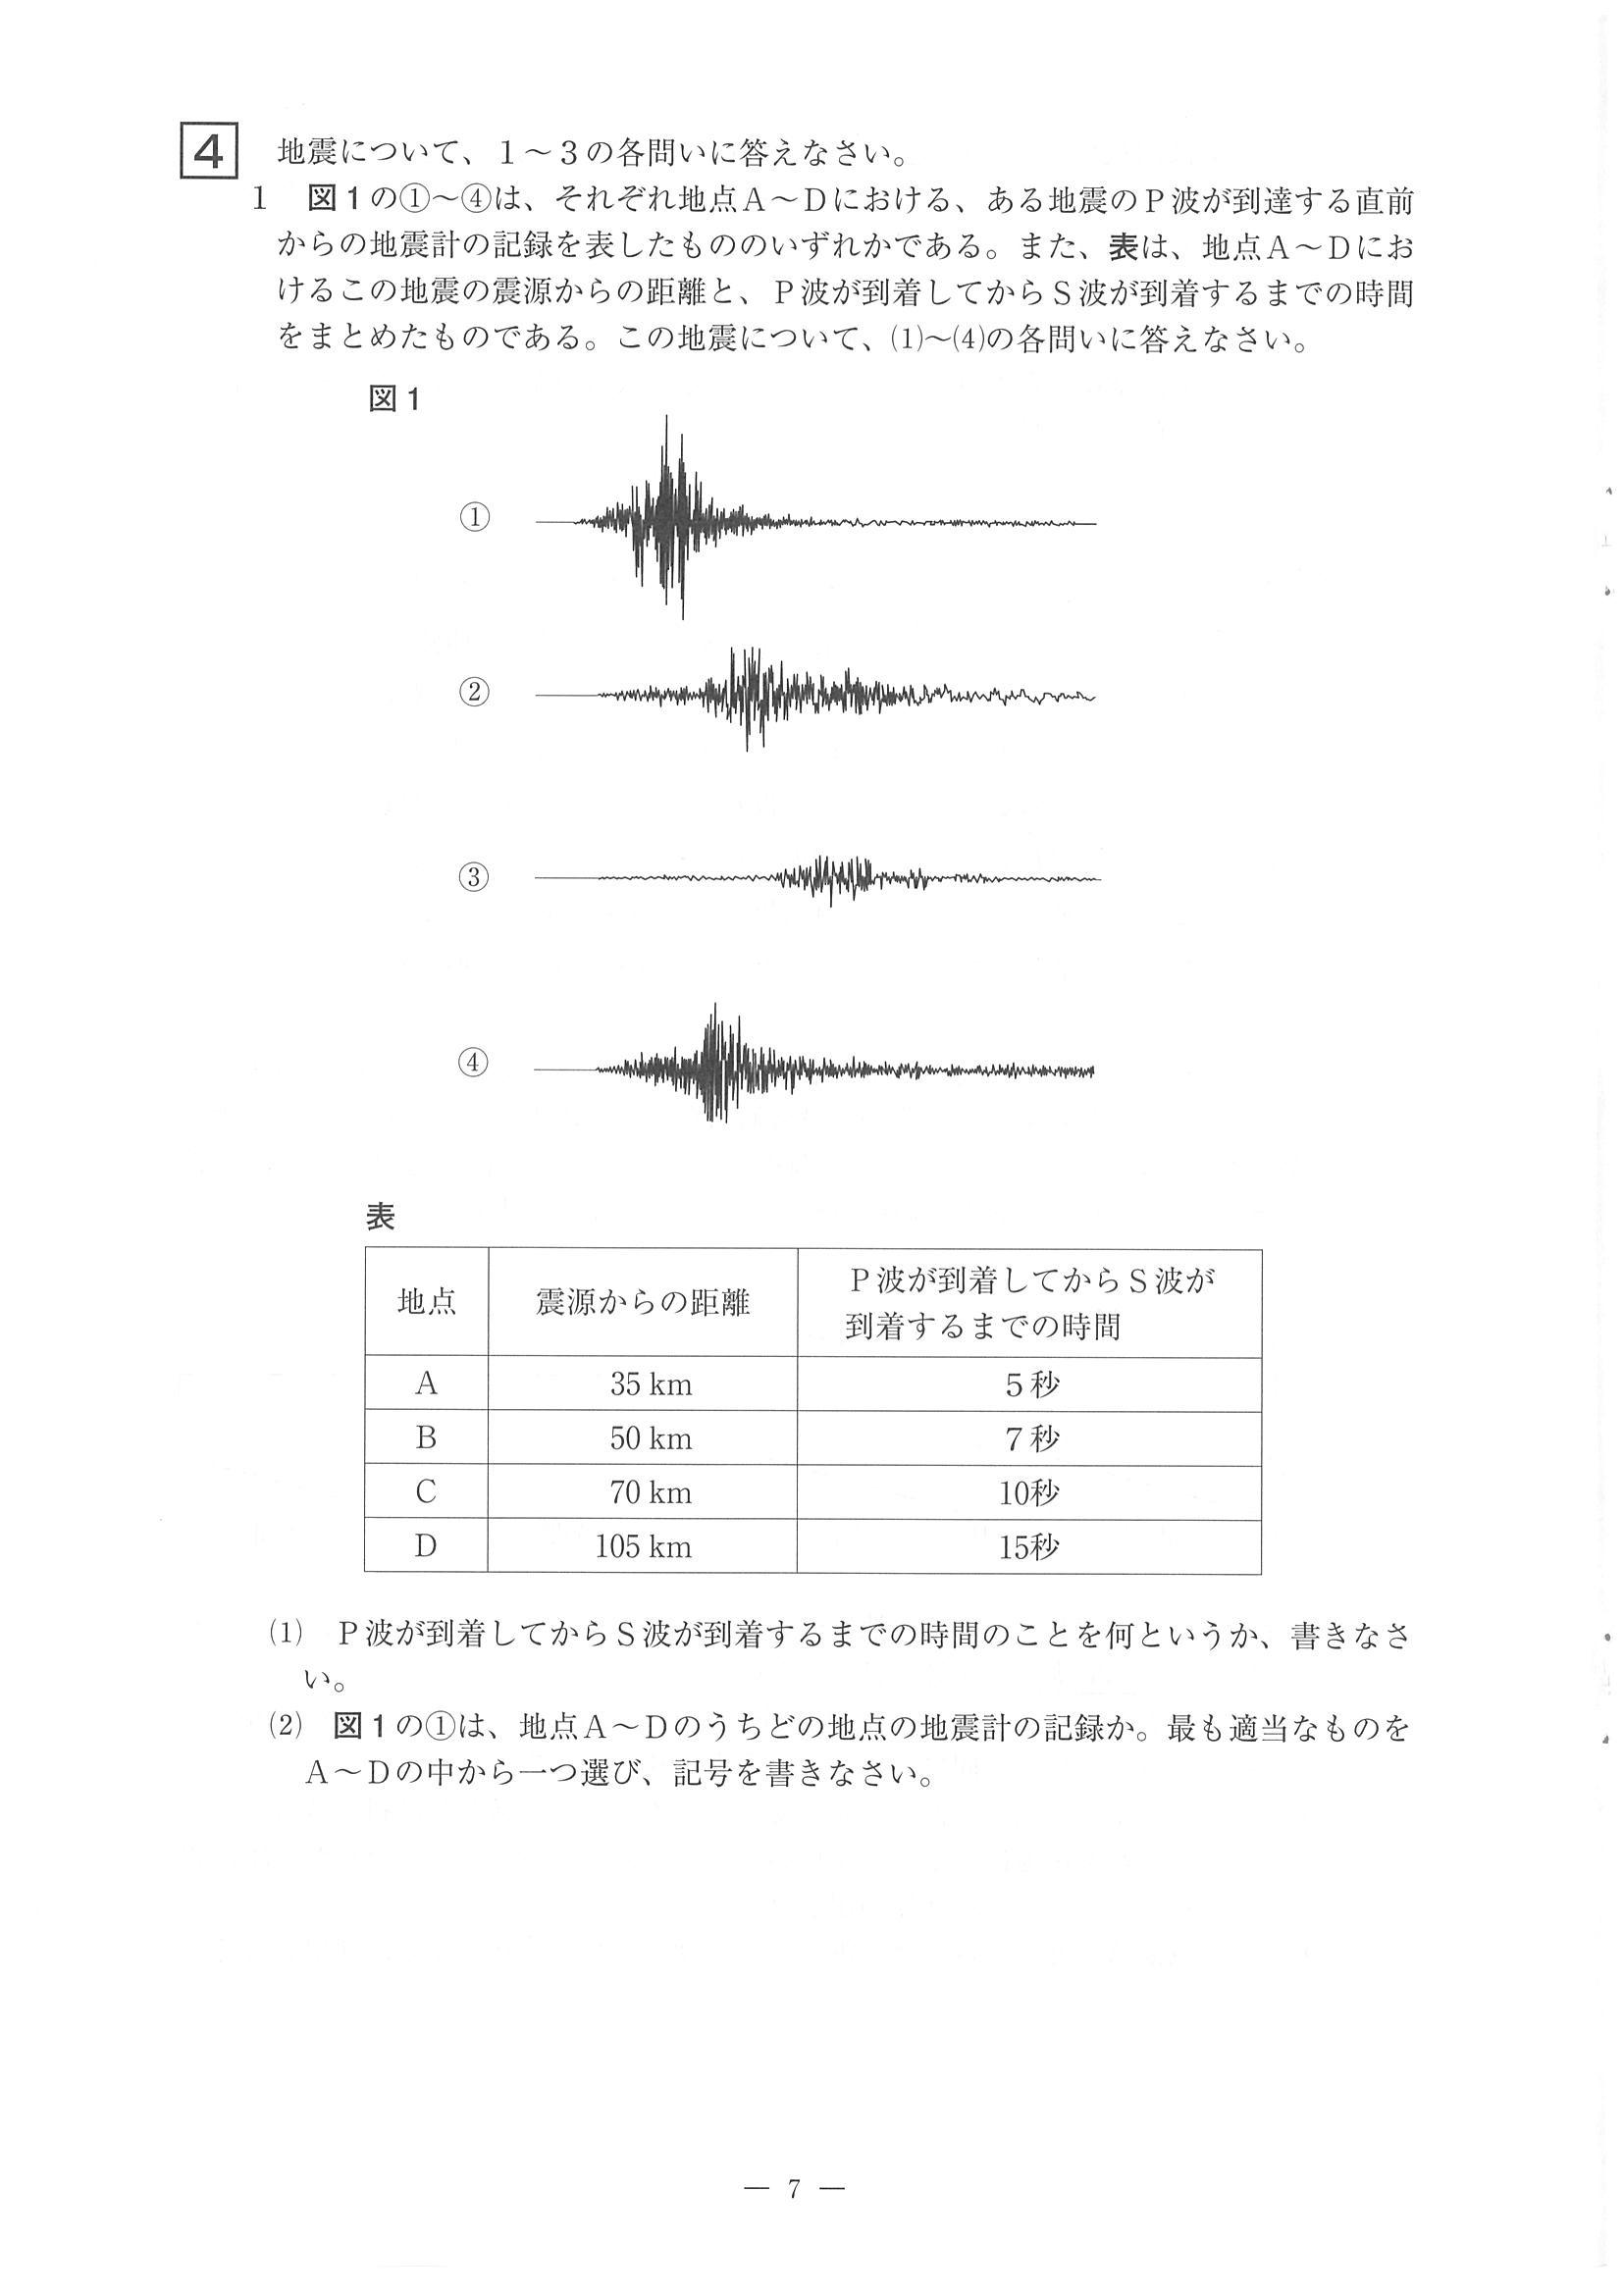 4 地震について、1～3の各問いに答えなさい。
1 図1の①～④は、それぞれ地点A～Dにおける、ある地震のP波が到達する直前
からの地震計の記録を表したもののいずれかである。また、表は、地点A～Dにお
けるこの地震の震源からの距離と、P波が到着してからS波が到着するまでの時間
をまとめたものである。この地震について、(1)～(4)の各問いに答えなさい。
図1
①
②
③
④
表
地点 震源からの距離 P波が到着してからS波が
到着するまでの時間
A 35 km 5秒
B 50 km 7秒
C 70 km 10秒
D 105 km 15秒
(1) P波が到着してからS波が到着するまでの時間のことを何というか、書きなさ
い。
(2) 図1の①は、地点A～Dのうちどの地点の地震計の記録か。最も適当なものを
A～Dの中から一つ選び、記号を書きなさい。
— 7 —